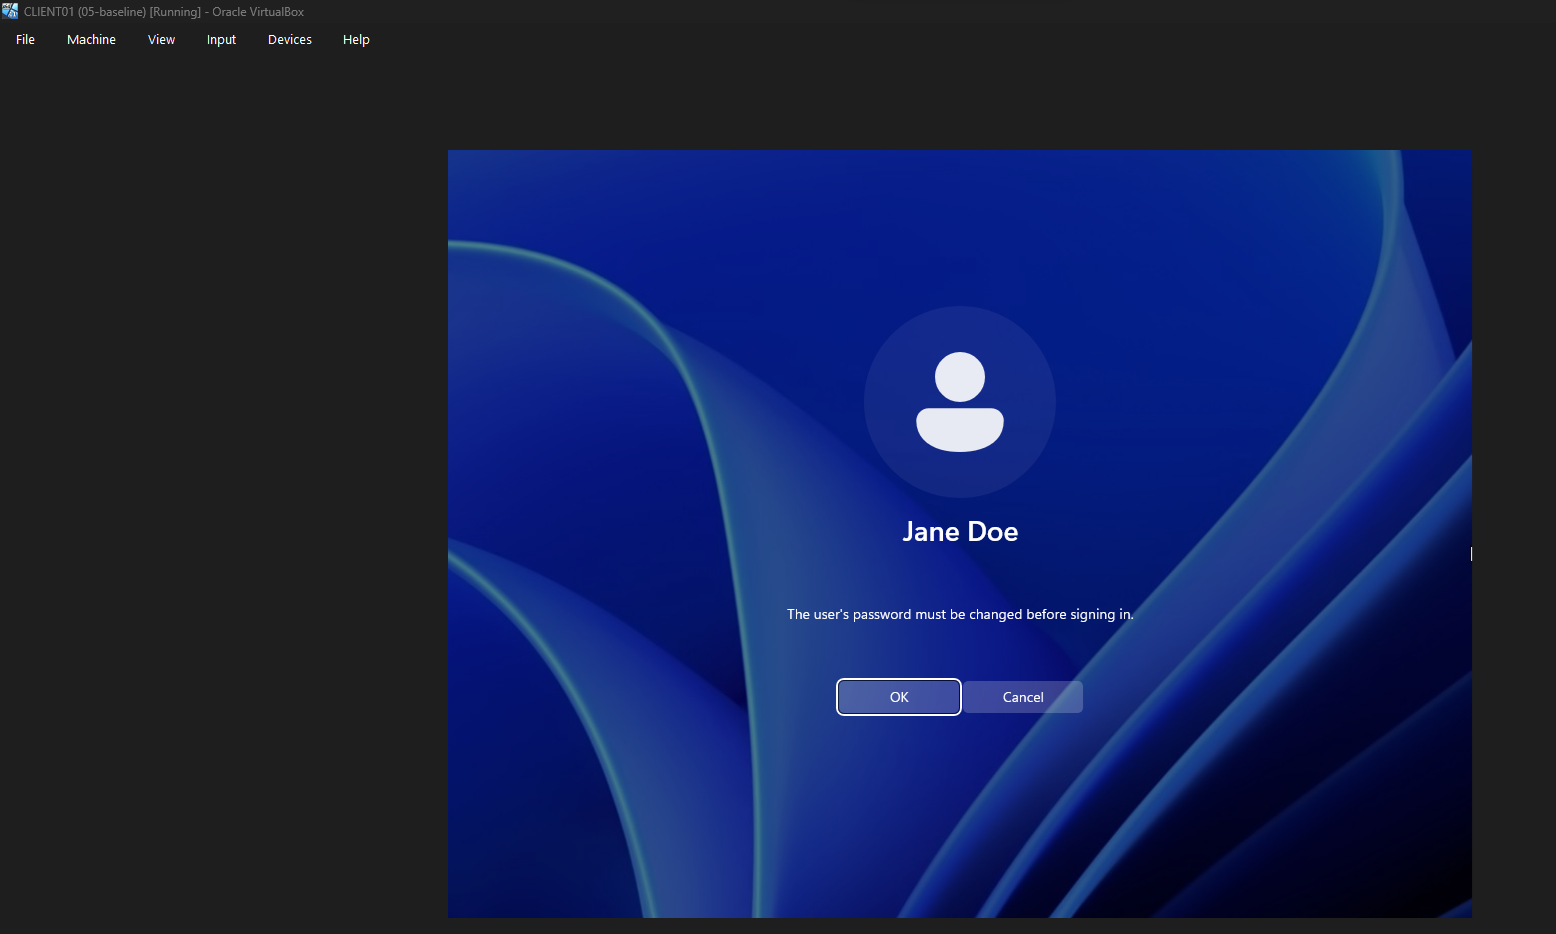 CLIENT01 (05-baseline) [Running] - Oracle VirtualBox
File Machine View Input Devices Help
Jane Doe
The user's password must be changed before signing in.
OK Cancel